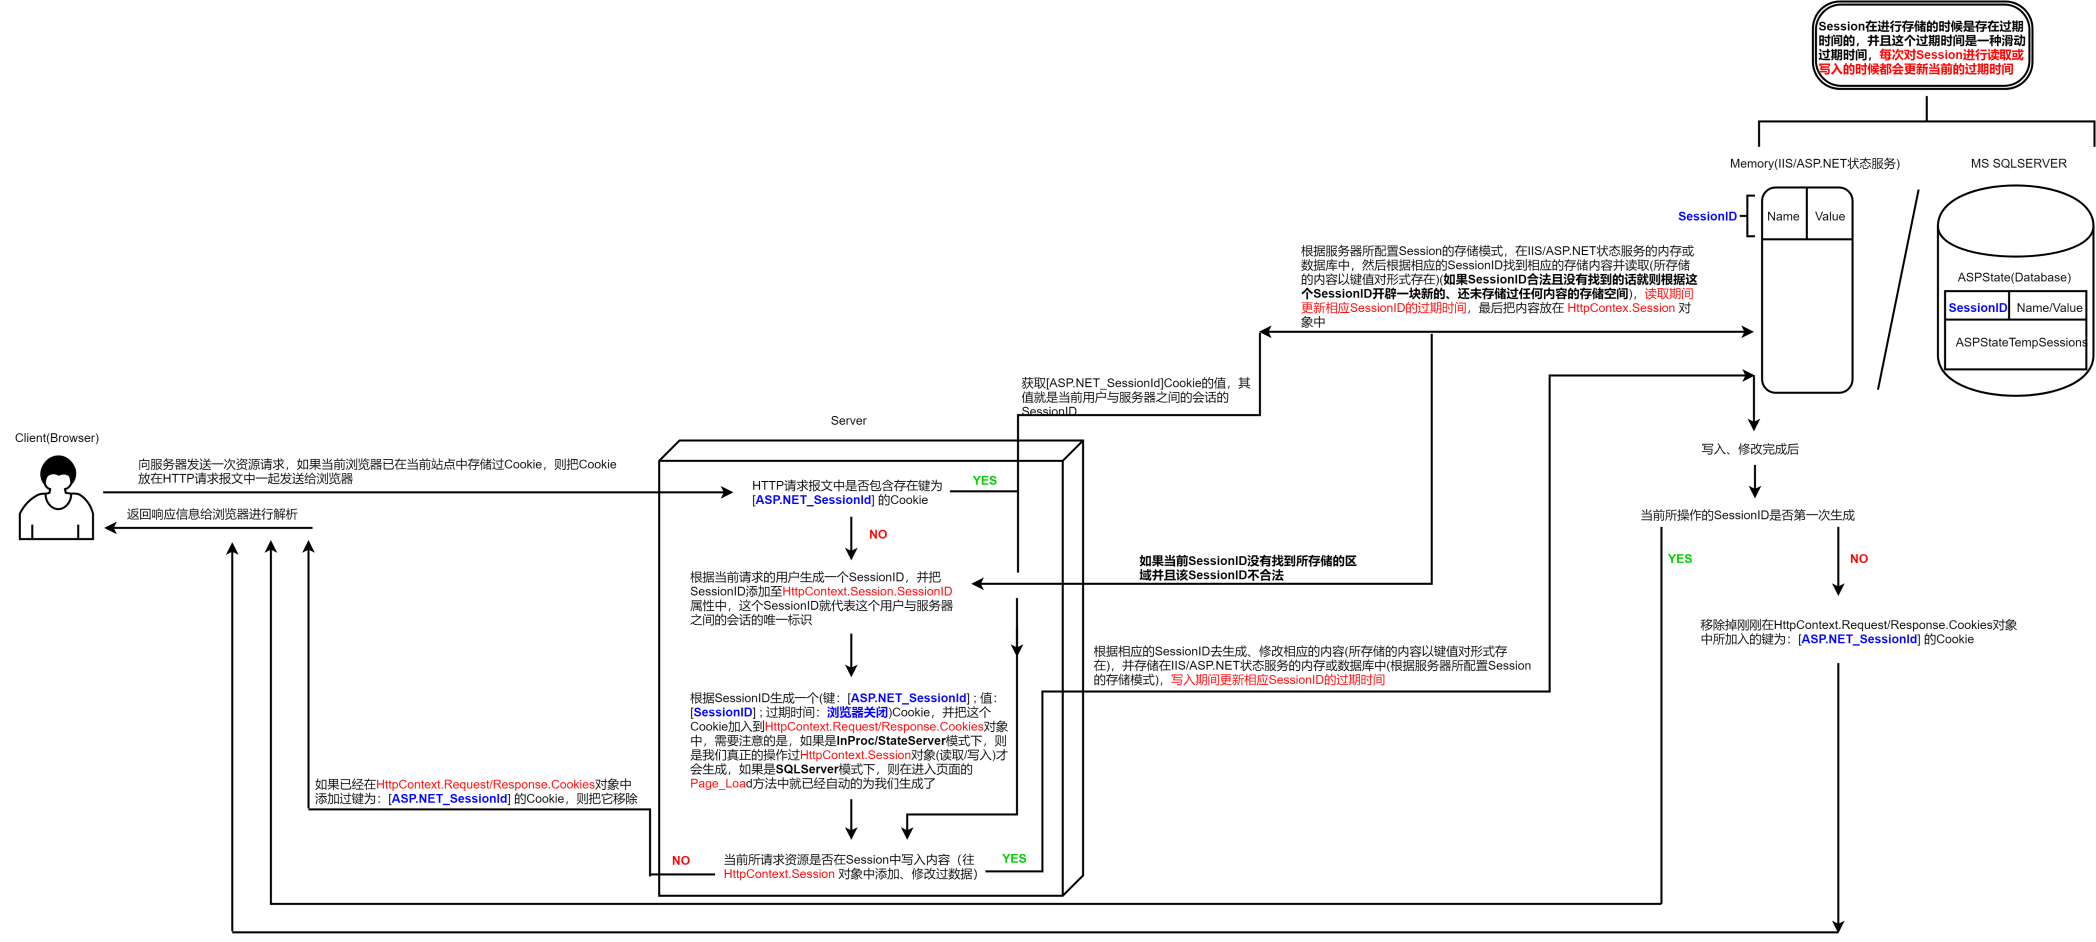 Session在进行存储的时候是存在过期
时间的，并且这个过期时间是一种滑动
过期时间，每次对Session进行读取或
写入的时候都会更新当前的过期时间
Memory(IIS/ASP.NET状态服务)
MS SQLSERVER
SessionID
Name
Value
ASPState(Database)
SessionID
Name/Value
ASPStateTempSessions
根据服务器所配置Session的存储模式，在IIS/ASP.NET状态服务的内存或
数据库中，然后根据相应的SessionID找到相应的存储内容并读取(所存储
的内容以键值对形式存在)(如果SessionID合法且没有找到的话就则根据这
个SessionID开辟一块新的、还未存储过任何内容的存储空间)，读取期间
更新相应SessionID的过期时间，最后把内容放在 HttpContex.Session 对
象中
获取[ASP.NET_SessionId]Cookie的值，其
值就是当前用户与服务器之间的会话的
SessionID
Server
Client(Browser)
向服务器发送一次资源请求，如果当前浏览器已在当前站点中存储过Cookie，则把Cookie
放在HTTP请求报文中一起发送给浏览器
返回响应信息给浏览器进行解析
HTTP请求报文中是否包含存在键为
[ASP.NET_SessionId] 的Cookie
YES
NO
根据当前请求的用户生成一个SessionID，并把
SessionID添加至HttpContext.Session.SessionID
属性中，这个SessionID就代表这个用户与服务器
之间的会话的唯一标识
如果当前SessionID没有找到所存储的区
域并且该SessionID不合法
根据SessionID生成一个(键：[ASP.NET_SessionId] ; 值：
[SessionID] ; 过期时间：浏览器关闭)Cookie，并把这个
Cookie加入到HttpContext.Request/Response.Cookies对象
中，需要注意的是，如果是InProc/StateServer模式下，则
是我们真正的操作过HttpContext.Session对象(读取/写入)才
会生成，如果是SQLServer模式下，则在进入页面的
Page_Load方法中就已经自动的为我们生成了
根据相应的SessionID去生成、修改相应的内容(所存储的内容以键值对形式存
在)，并存储在IIS/ASP.NET状态服务的内存或数据库中(根据服务器所配置Session
的存储模式)，写入期间更新相应SessionID的过期时间
写入、修改完成后
当前所操作的SessionID是否第一次生成
YES
NO
移除掉刚刚在HttpContext.Request/Response.Cookies对象
中所加入的键为：[ASP.NET_SessionId] 的Cookie
如果已经在HttpContext.Request/Response.Cookies对象中
添加过键为：[ASP.NET_SessionId] 的Cookie，则把它移除
NO
当前所请求资源是否在Session中写入内容（往
HttpContext.Session 对象中添加、修改过数据）
YES